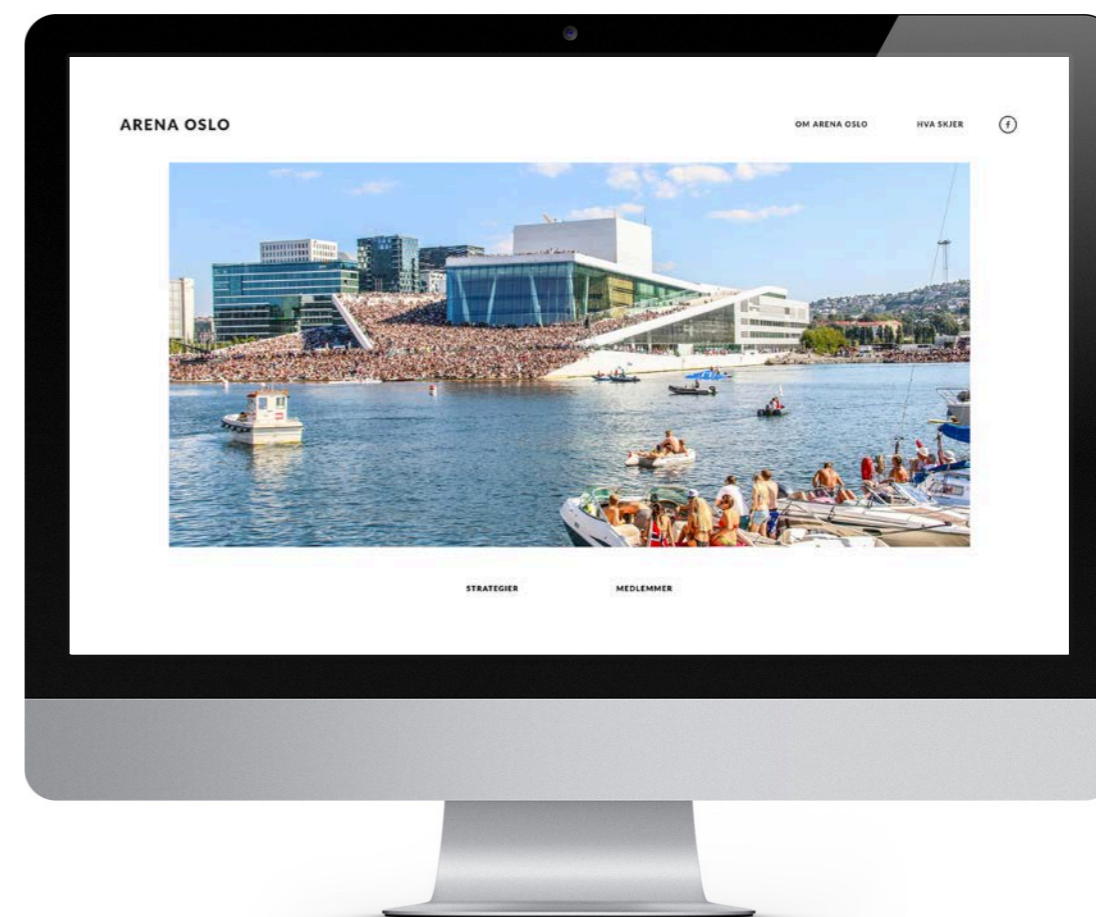 ARENA OSLO
OM ARENA OSLO
HVA SKJER
STRATEGIER
MEDLEMMER